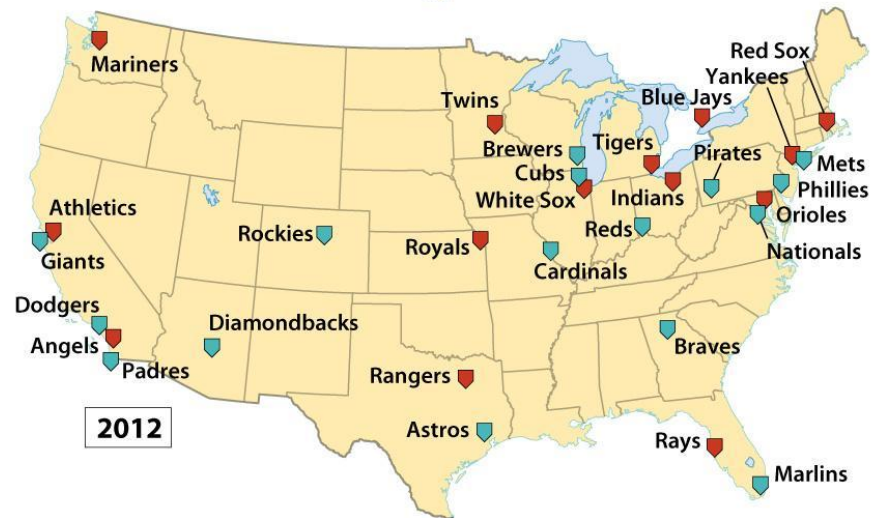 Red Sox
Yankees
Mariners
Twins
Blue Jays
Brewers
Tigers
Pirates
Mets
Cubs
Phillies
White Sox
Indians
Orioles
Athletics
Rockies
Royals
Reds
Nationals
Giants
Cardinals
Dodgers
Diamondbacks
Angels
Braves
Padres
Rangers
2012
Astros
Rays
Marlins